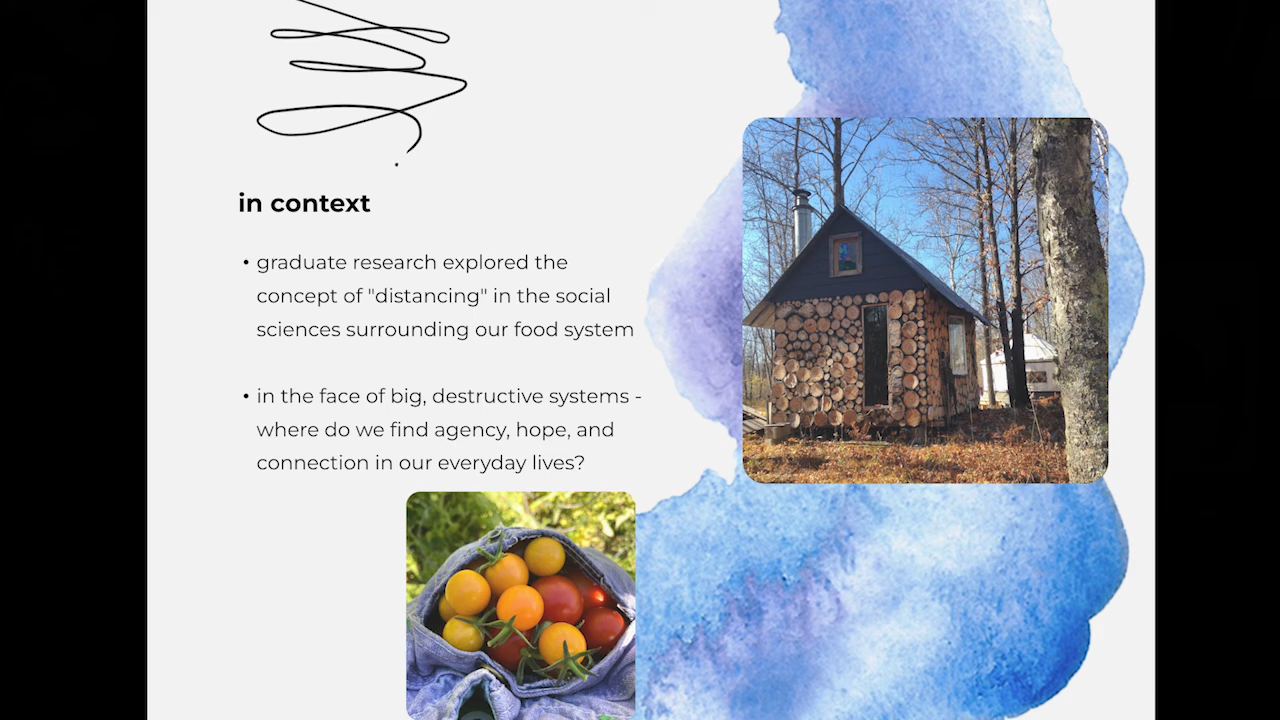 in context
• graduate research explored the
concept of "distancing" in the social
sciences surrounding our food system
• in the face of big, destructive systems -
where do we find agency, hope, and
connection in our everyday lives?